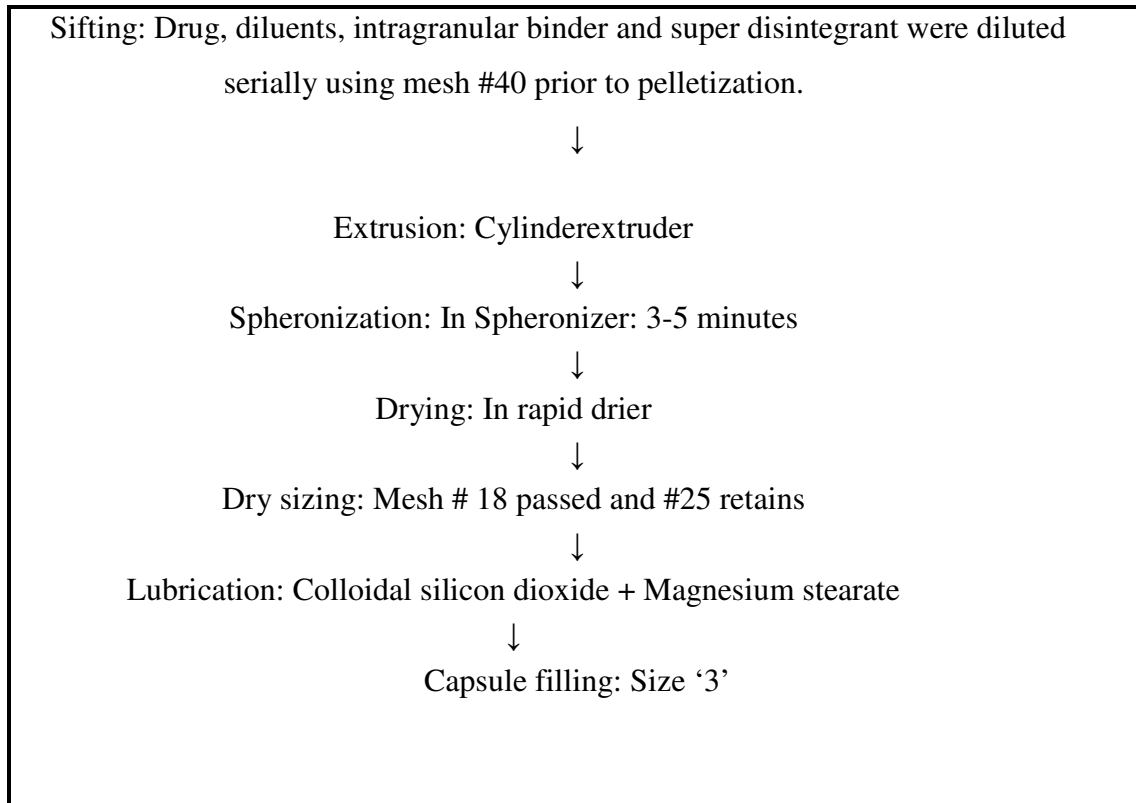 Sifting: Drug, diluents, intragranular binder and super disintegrant were diluted
serially using mesh #40 prior to pelletization.
↓
Extrusion: Cylinderextruder
↓
Spheronization: In Spheronizer: 3-5 minutes
↓
Drying: In rapid drier
↓
Dry sizing: Mesh # 18 passed and #25 retains
↓
Lubrication: Colloidal silicon dioxide + Magnesium stearate
↓
Capsule filling: Size ‘3’